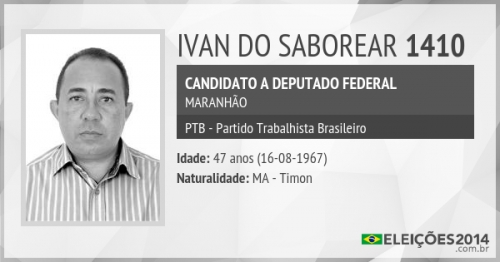 IVAN DO SABOREAR 1410
CANDIDATO A DEPUTADO FEDERAL
MARANHÃO
PTB - Partido Trabalhista Brasileiro
Idade: 47 anos (16-08-1967)
Naturalidade: MA - Timon
ELEIÇÕES2014
.com.br